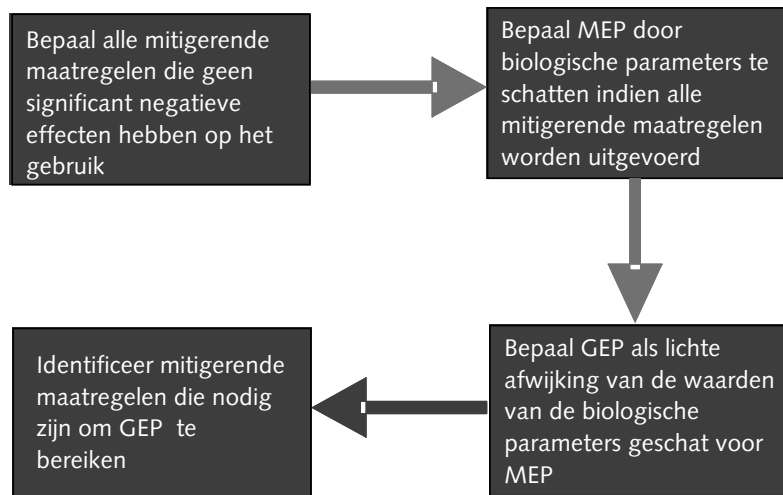 Bepaal alle mitigerende
maatregelen die geen
significant negatieve
effecten hebben op het
gebruik
Bepaal MEP door
biologische parameters te
schatten indien alle
mitigerende maatregelen
worden uitgevoerd
Bepaal GEP als lichte
afwijking van de waarden
van de biologische
parameters geschat voor
MEP
Identificeer mitigerende
maatregelen die nodig
zijn om GEP te
bereiken